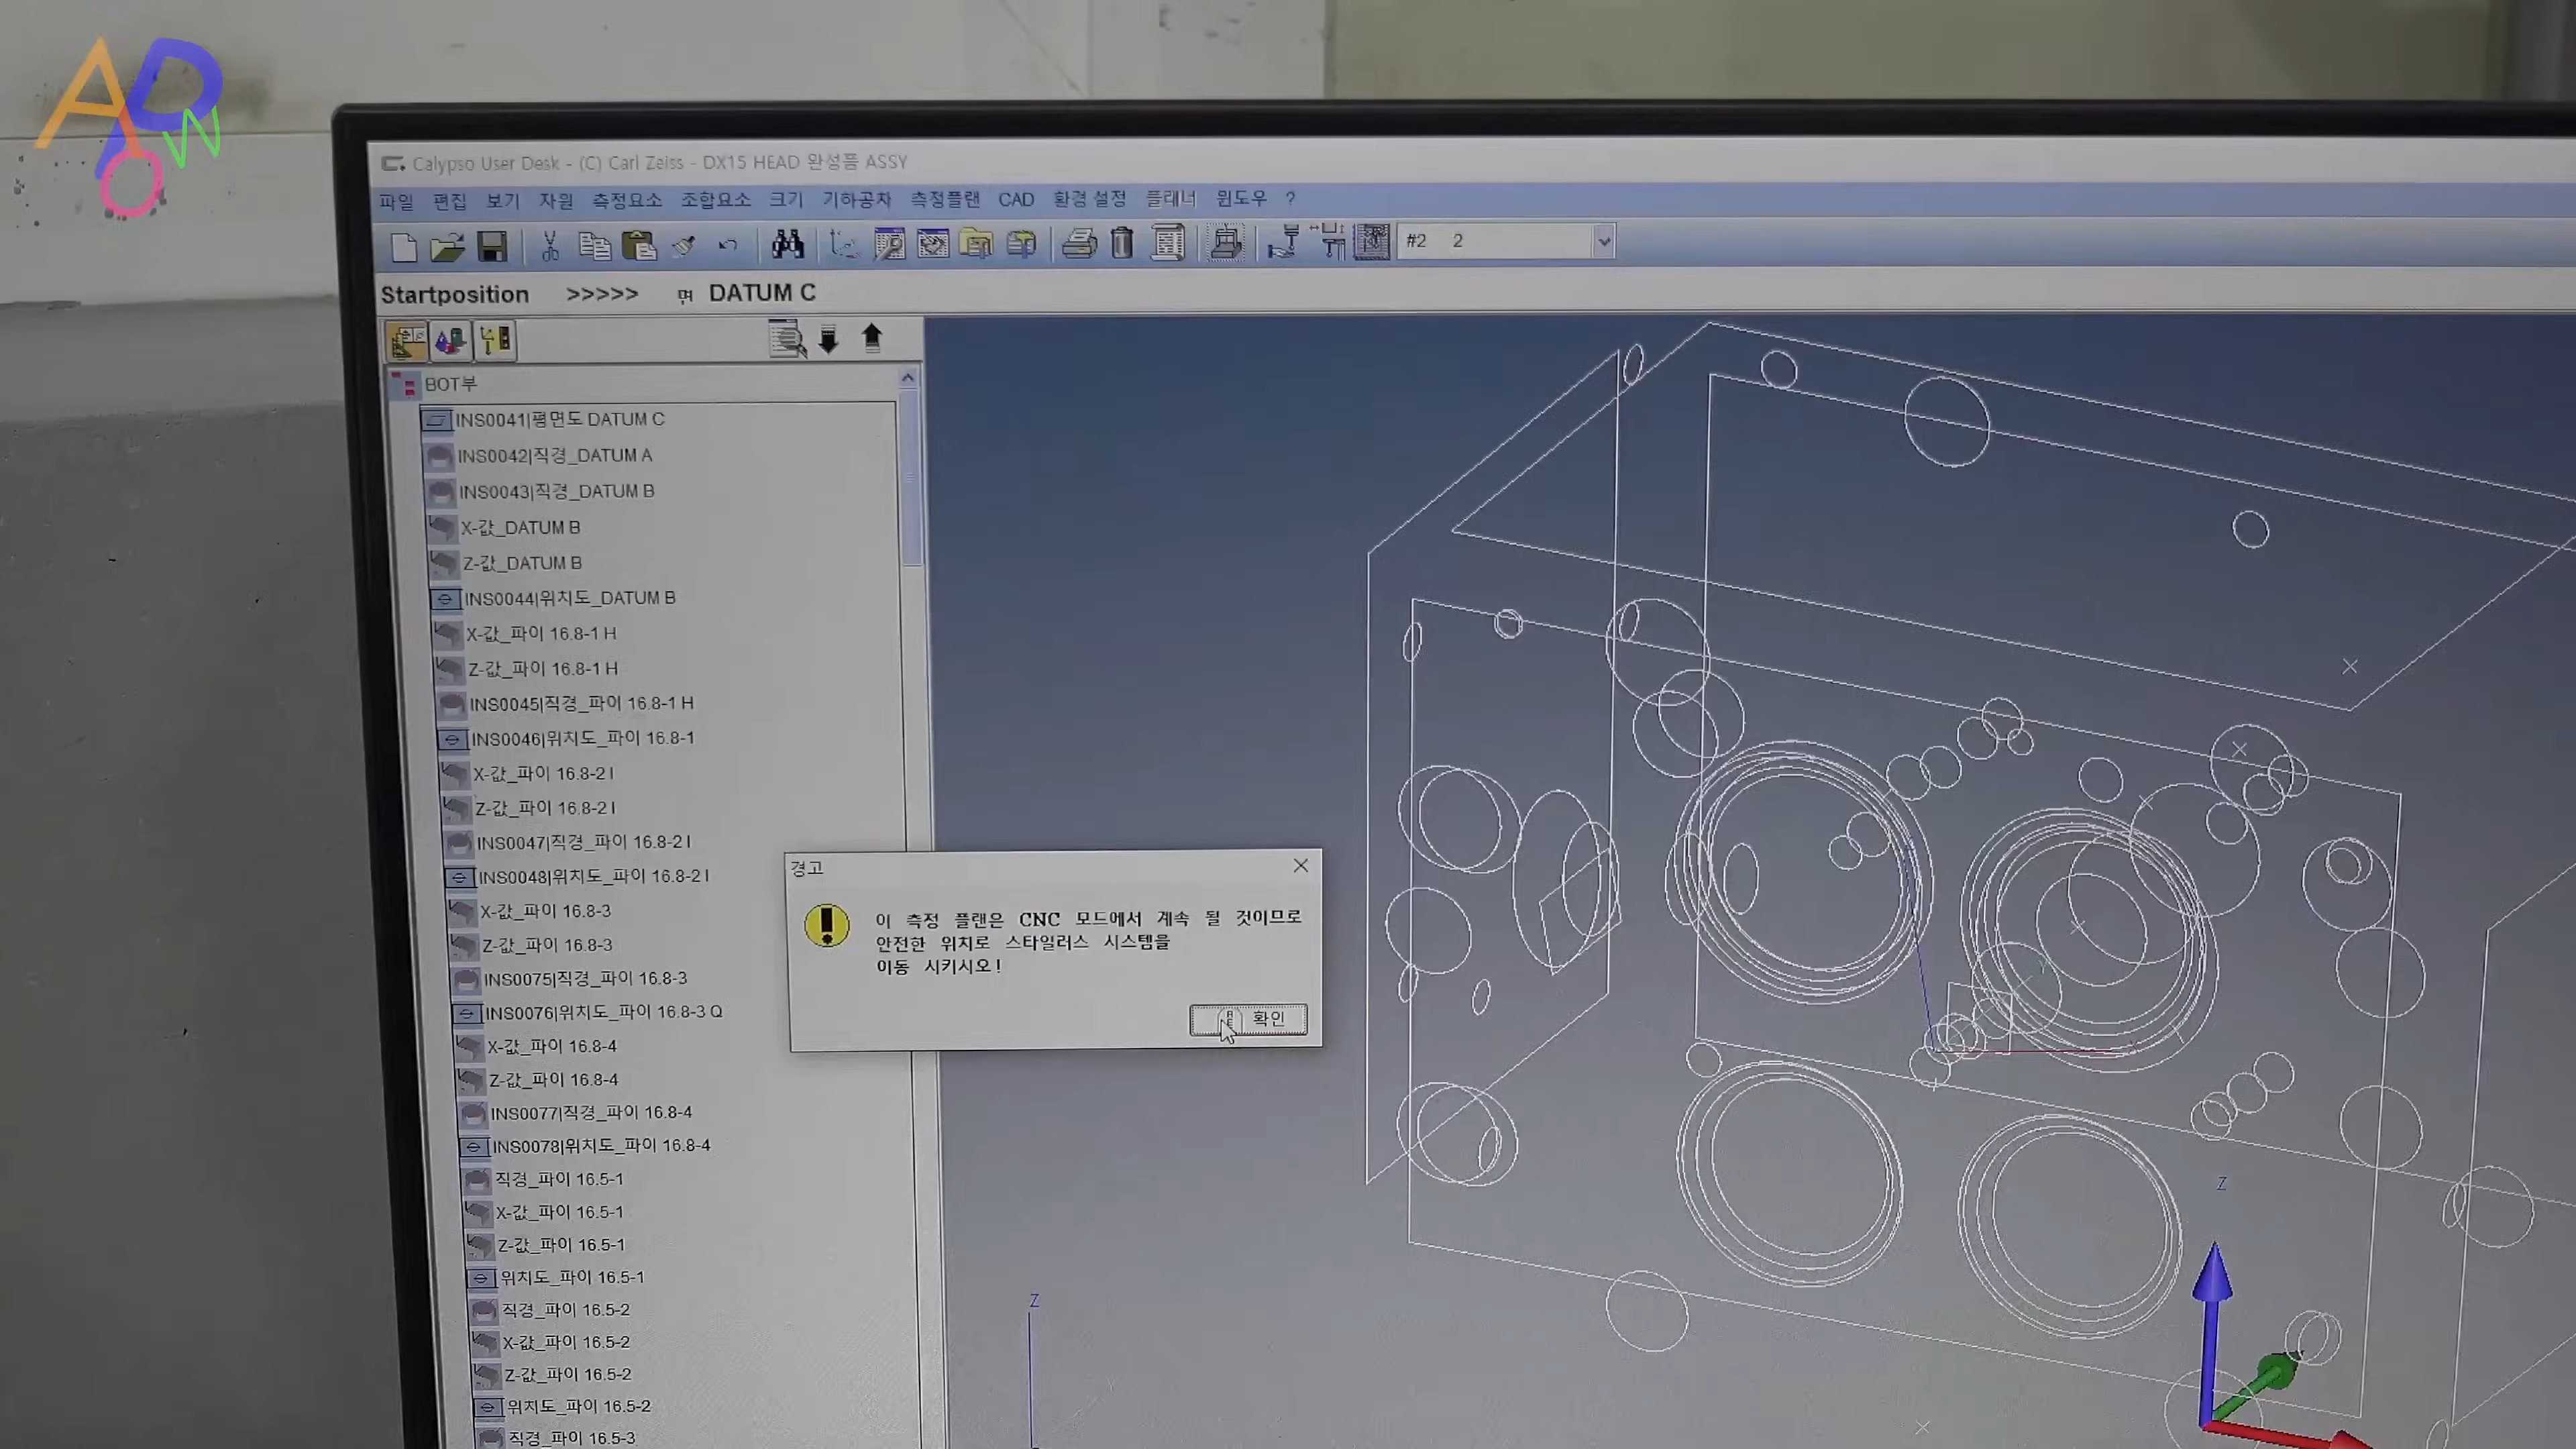 Calypso User Desk - (C) Carl Zeiss - DX15 HEAD 완성품 ASSY
파일 편집 보기 자원 측정요소 조합요소 크기 기하공차 측정플랜 CAD 환경 설정 플래너 윈도우 ?
#2 2
Startposition >>>>> 면 DATUM C
BOT부
INS0041|평면도 DATUM C
INS0042|직경_DATUM A
INS0043|직경_DATUM B
X-값_DATUM B
Z-값_DATUM B
INS0044|위치도_DATUM B
X-값_파이 16.8-1 H
Z-값_파이 16.8-1 H
INS0045|직경_파이 16.8-1 H
INS0046|위치도_파이 16.8-1
X-값_파이 16.8-2 I
Z-값_파이 16.8-2 I
INS0047|직경_파이 16.8-2 I
INS0048|위치도_파이 16.8-2 I
X-값_파이 16.8-3
Z-값_파이 16.8-3
INS0075|직경_파이 16.8-3
INS0076|위치도_파이 16.8-3 Q
X-값_파이 16.8-4
Z-값_파이 16.8-4
INS0077|직경_파이 16.8-4
INS0078|위치도_파이 16.8-4
직경_파이 16.5-1
X-값_파이 16.5-1
Z-값_파이 16.5-1
위치도_파이 16.5-1
직경_파이 16.5-2
X-값_파이 16.5-2
Z-값_파이 16.5-2
위치도_파이 16.5-2
직경_파이 16.5-3
경고
이 측정 플랜은 CNC 모드에서 계속 될 것이므로
안전한 위치로 스타일러스 시스템을
이동 시키시오!
확인
Z
Z